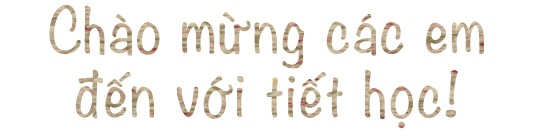 Chào mừng các em
đến với tiết học!